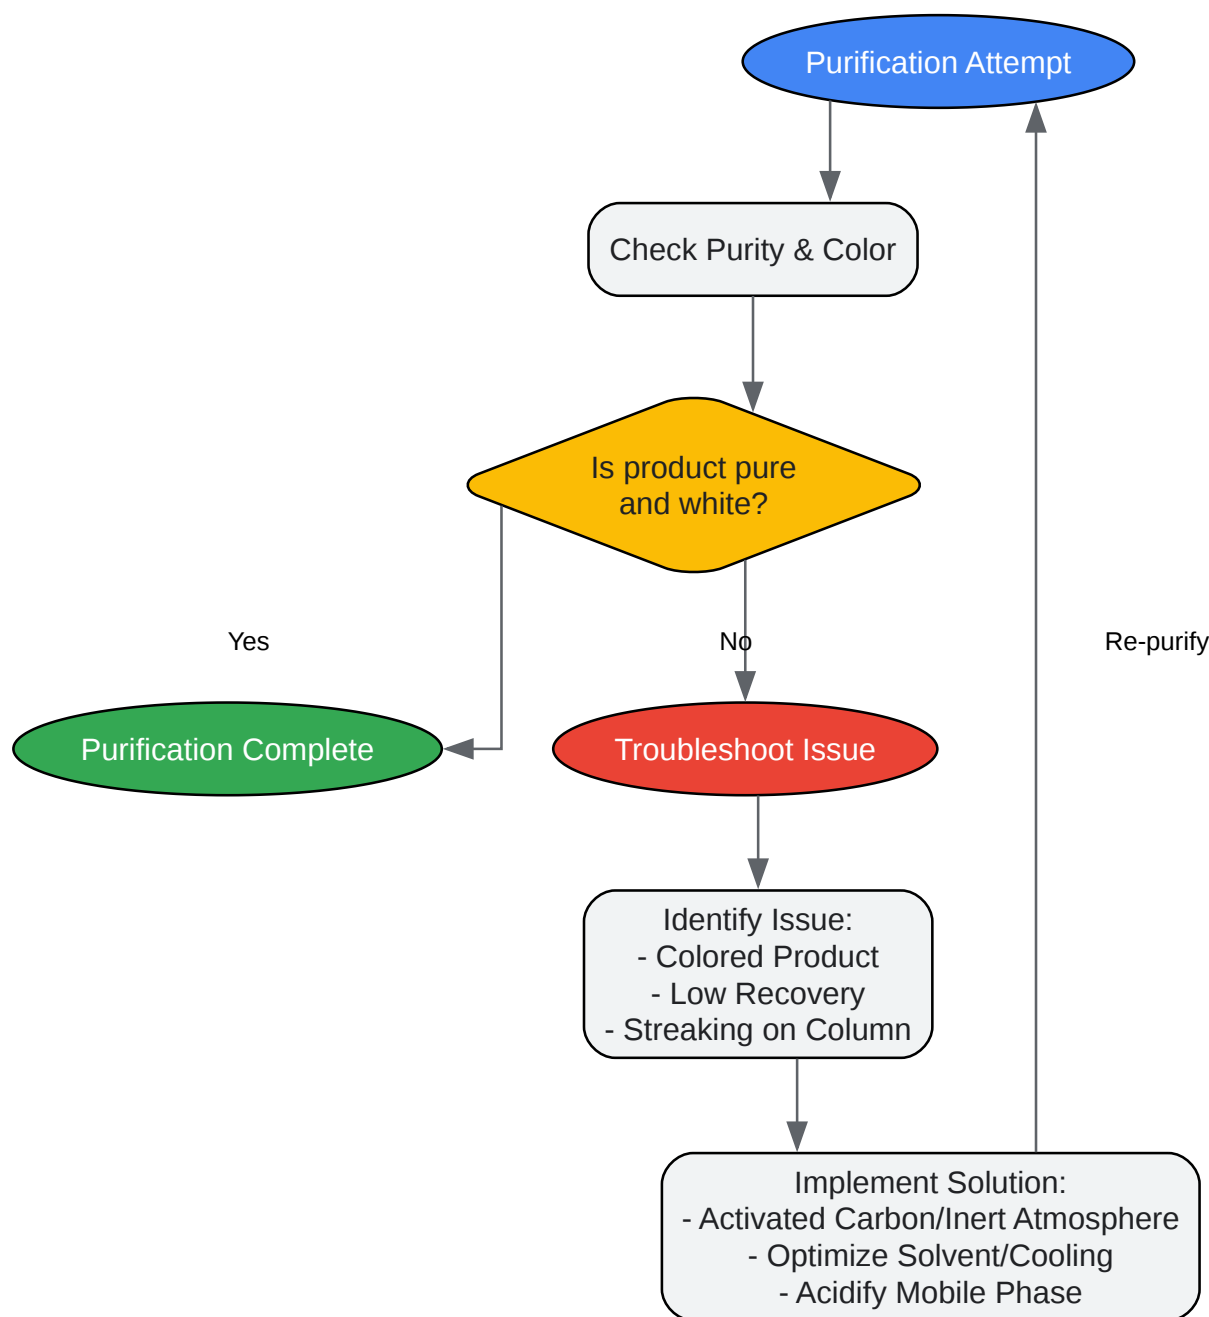 Purification Attempt
Check Purity & Color
Is product pure
and white?
Yes
No
Re-purify
Purification Complete
Troubleshoot Issue
Identify Issue:
- Colored Product
- Low Recovery
- Streaking on Column
Implement Solution:
- Activated Carbon/Inert Atmosphere
- Optimize Solvent/Cooling
- Acidify Mobile Phase